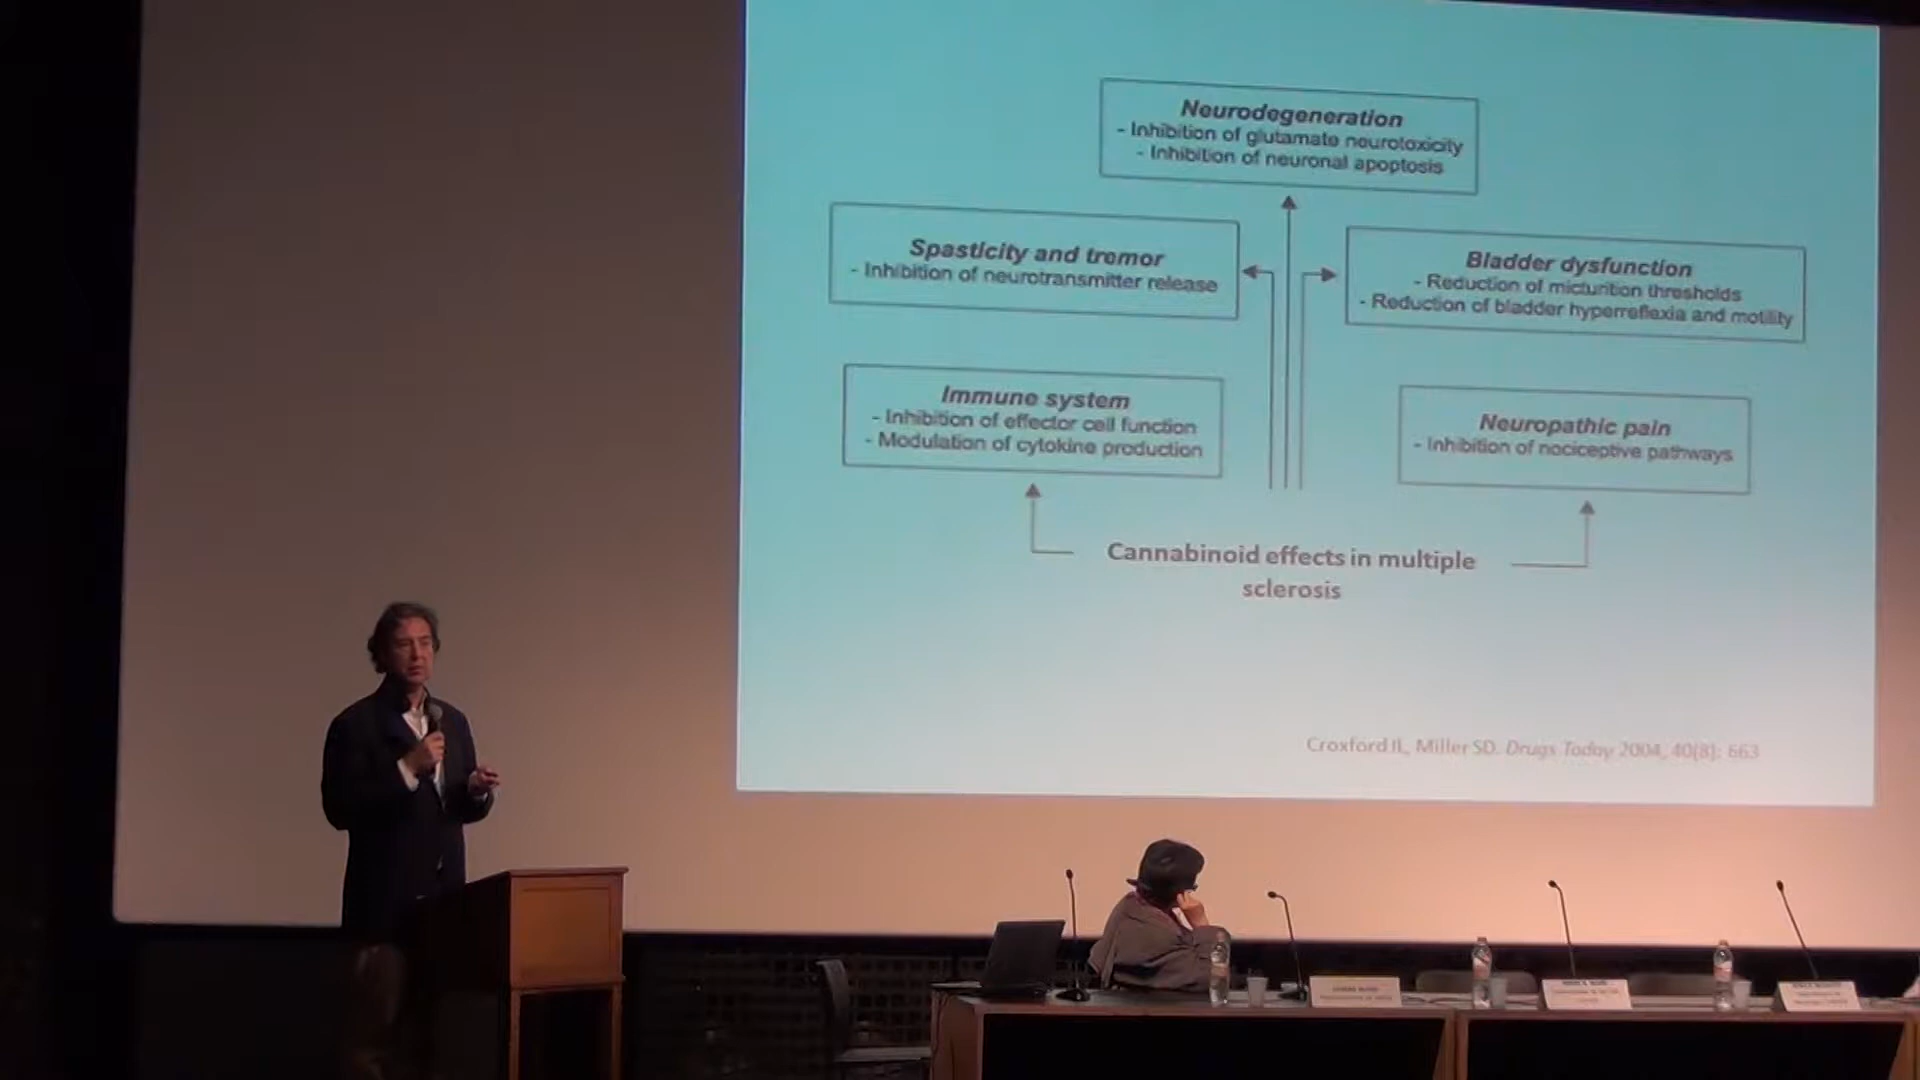 Neurodegeneration
- Inhibition of glutamate neurotoxicity
- Inhibition of neuronal apoptosis
Spasticity and tremor
- Inhibition of neurotransmitter release
Bladder dysfunction
- Reduction of micturition thresholds
- Reduction of bladder hyperreflexia and motility
Immune system
- Inhibition of effector cell function
- Modulation of cytokine production
Neuropathic pain
- Inhibition of nociceptive pathways
Cannabinoid effects in multiple
sclerosis
Croxford JL, Miller SD. Drugs Today 2004, 40(8): 663